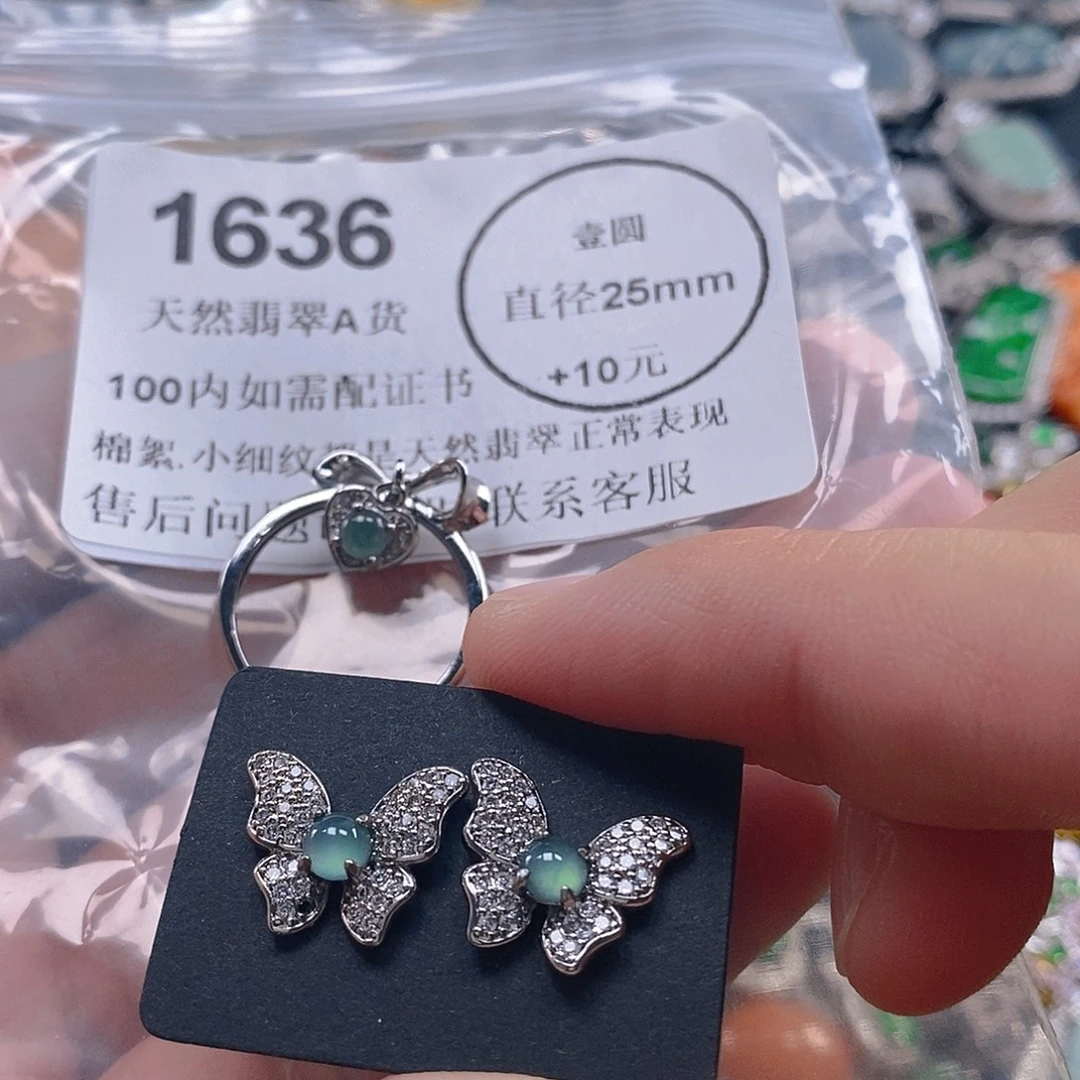 1636
天然翡翠A货
壹圆
直径25mm
+10元
100内如需配证书
棉絮.小细纹都是天然翡翠正常表现
售后问题 联系客服